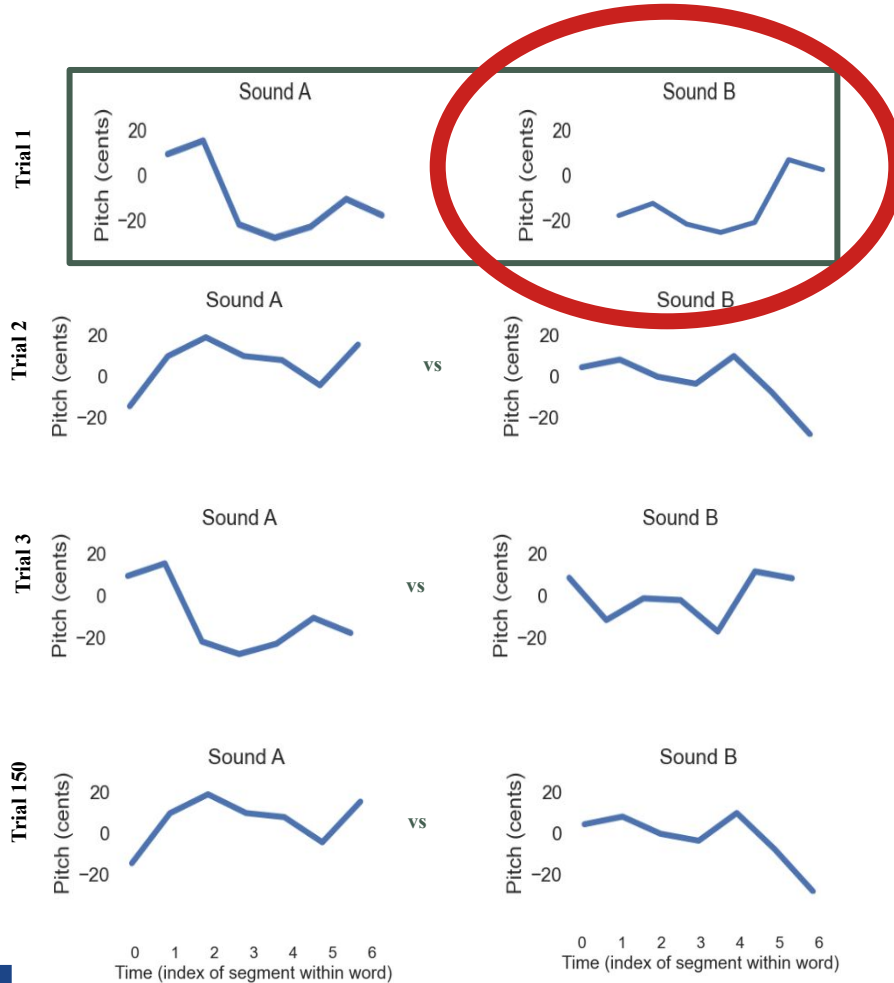 Trial 1
Sound A
Pitch (cents)
20
0
−20
Sound B
Pitch (cents)
20
0
−20
Trial 2
Sound A
Pitch (cents)
20
0
−20
vs
Sound B
Pitch (cents)
20
0
−20
Trial 3
Sound A
Pitch (cents)
20
0
−20
vs
Sound B
Pitch (cents)
20
0
−20
Trial 150
Sound A
Pitch (cents)
20
0
−20
vs
Sound B
Pitch (cents)
20
0
−20
0 1 2 3 4 5 6
Time (index of segment within word)
0 1 2 3 4 5 6
Time (index of segment within word)